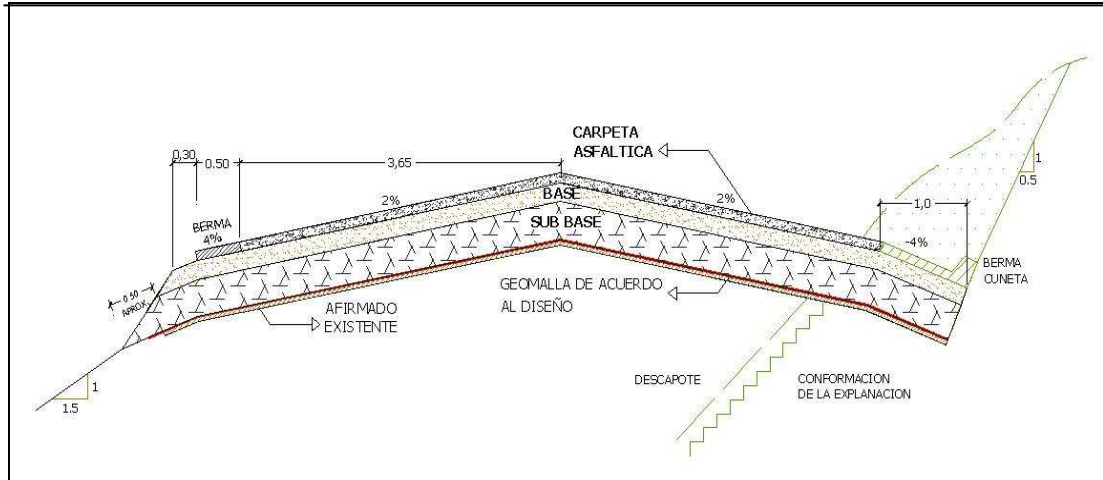 CARPETA
ASFALTICA
0,30
0.50
3,65
BERMA
4%
2%
BASE
SUB BASE
2%
1
0.5
1,0
-4%
BERMA
CUNETA
0.50
APROX.
AFIRMADO
EXISTENTE
GEOMALLA DE ACUERDO
AL DISEÑO
1
1.5
DESCAPOTE
CONFORMACION
DE LA EXPLANACION